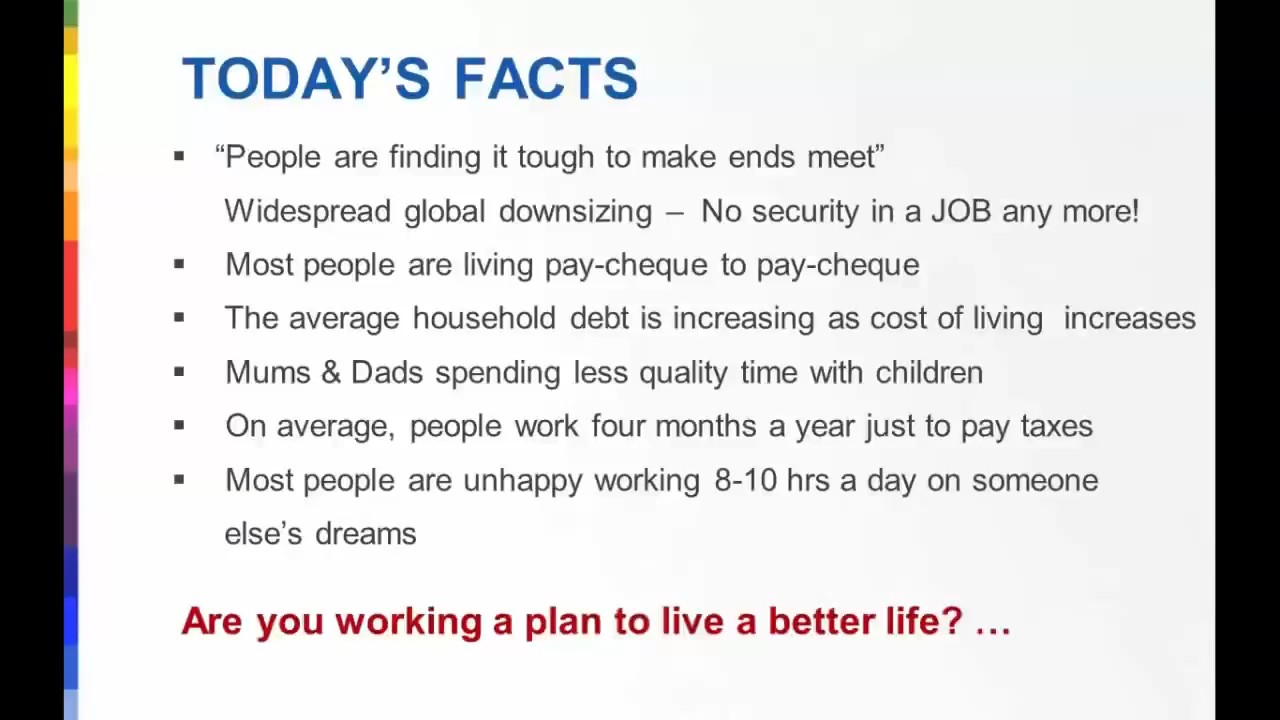 TODAY’S FACTS
▪ “People are finding it tough to make ends meet”
Widespread global downsizing – No security in a JOB any more!
▪ Most people are living pay-cheque to pay-cheque
▪ The average household debt is increasing as cost of living increases
▪ Mums & Dads spending less quality time with children
▪ On average, people work four months a year just to pay taxes
▪ Most people are unhappy working 8-10 hrs a day on someone
else’s dreams
Are you working a plan to live a better life? …